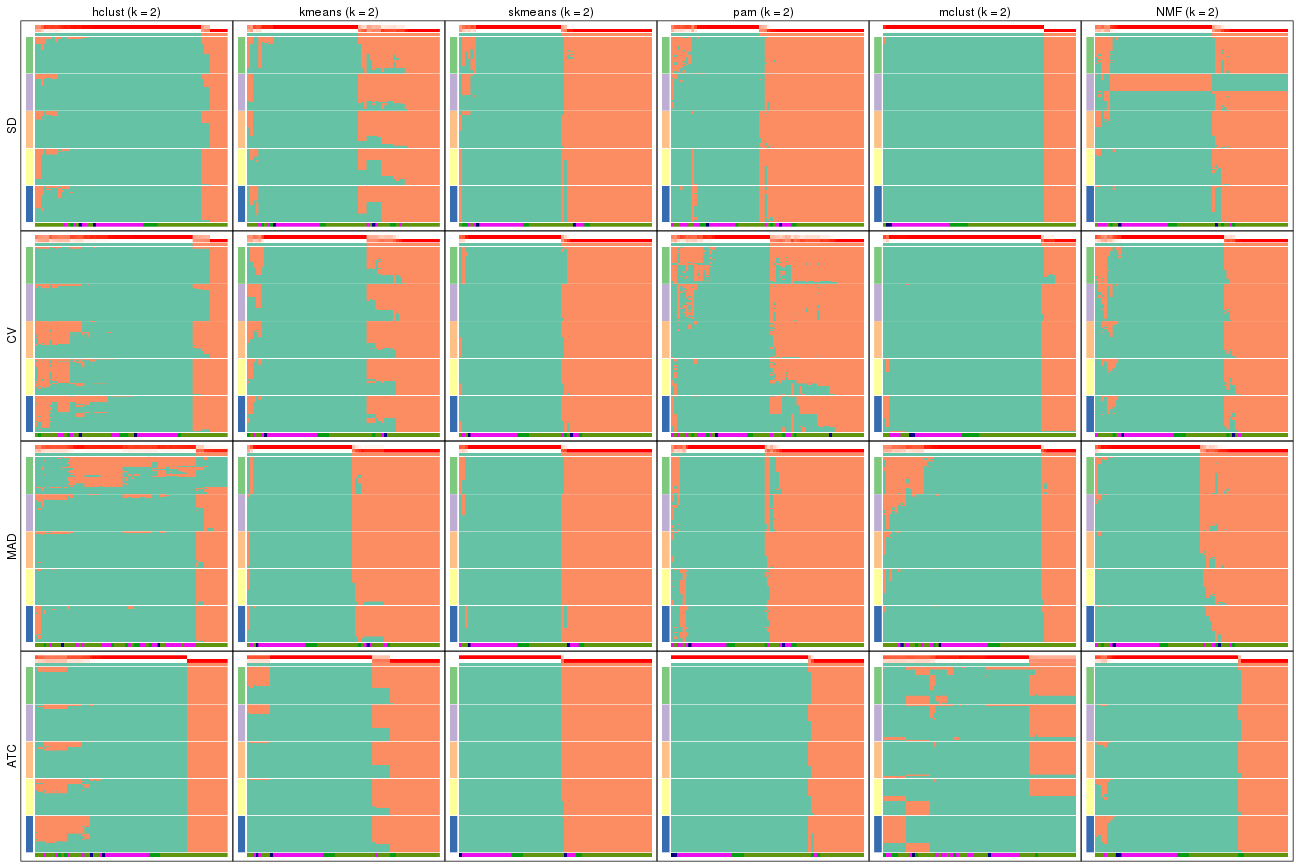 hclust (k = 2)
kmeans (k = 2)
skmeans (k = 2)
pam (k = 2)
mclust (k = 2)
NMF (k = 2)
SD
CV
MAD
ATC